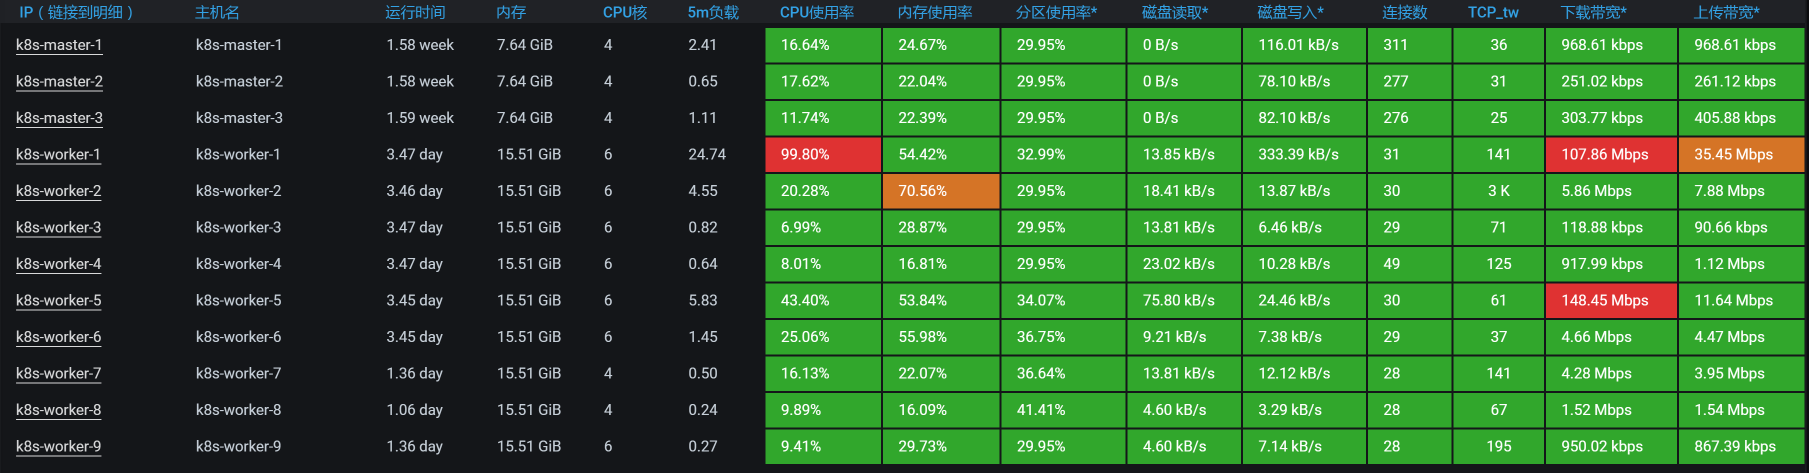 IP（链接到明细） 主机名 运行时间 内存 CPU核 5m负载 CPU使用率 内存使用率 分区使用率* 磁盘读取* 磁盘写入* 连接数 TCP_tw 下载带宽* 上传带宽*
k8s-master-1 k8s-master-1 1.58 week 7.64 GiB 4 2.41 16.64% 24.67% 29.95% 0 B/s 116.01 kB/s 311 36 968.61 kbps 968.61 kbps
k8s-master-2 k8s-master-2 1.58 week 7.64 GiB 4 0.65 17.62% 22.04% 29.95% 0 B/s 78.10 kB/s 277 31 251.02 kbps 261.12 kbps
k8s-master-3 k8s-master-3 1.59 week 7.64 GiB 4 1.11 11.74% 22.39% 29.95% 0 B/s 82.10 kB/s 276 25 303.77 kbps 405.88 kbps
k8s-worker-1 k8s-worker-1 3.47 day 15.51 GiB 6 24.74 99.80% 54.42% 32.99% 13.85 kB/s 333.39 kB/s 31 141 107.86 Mbps 35.45 Mbps
k8s-worker-2 k8s-worker-2 3.46 day 15.51 GiB 6 4.55 20.28% 70.56% 29.95% 18.41 kB/s 13.87 kB/s 30 3 K 5.86 Mbps 7.88 Mbps
k8s-worker-3 k8s-worker-3 3.47 day 15.51 GiB 6 0.82 6.99% 28.87% 29.95% 13.81 kB/s 6.46 kB/s 29 71 118.88 kbps 90.66 kbps
k8s-worker-4 k8s-worker-4 3.47 day 15.51 GiB 6 0.64 8.01% 16.81% 29.95% 23.02 kB/s 10.28 kB/s 49 125 917.99 kbps 1.12 Mbps
k8s-worker-5 k8s-worker-5 3.45 day 15.51 GiB 6 5.83 43.40% 53.84% 34.07% 75.80 kB/s 24.46 kB/s 30 61 148.45 Mbps 11.64 Mbps
k8s-worker-6 k8s-worker-6 3.45 day 15.51 GiB 6 1.45 25.06% 55.98% 36.75% 9.21 kB/s 7.38 kB/s 29 37 4.66 Mbps 4.47 Mbps
k8s-worker-7 k8s-worker-7 1.36 day 15.51 GiB 4 0.50 16.13% 22.07% 36.64% 13.81 kB/s 12.12 kB/s 28 141 4.28 Mbps 3.95 Mbps
k8s-worker-8 k8s-worker-8 1.06 day 15.51 GiB 4 0.24 9.89% 16.09% 41.41% 4.60 kB/s 3.29 kB/s 28 67 1.52 Mbps 1.54 Mbps
k8s-worker-9 k8s-worker-9 1.36 day 15.51 GiB 6 0.27 9.41% 29.73% 29.95% 4.60 kB/s 7.14 kB/s 28 195 950.02 kbps 867.39 kbps